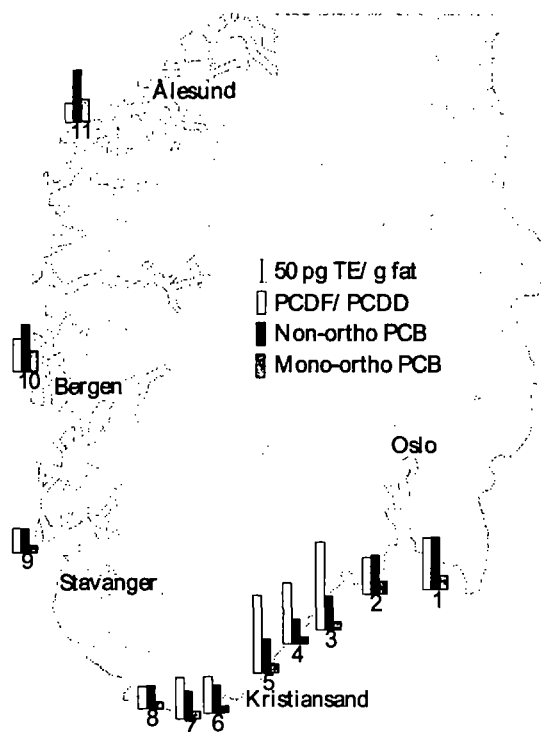 Ålesund
11
50 pg TE/ g fat
PCDF/ PCDD
Non-ortho PCB
Mono-ortho PCB
10
Bergen
Oslo
9
Stavanger
1
2
3
4
5
Kristiansand
8
7
6